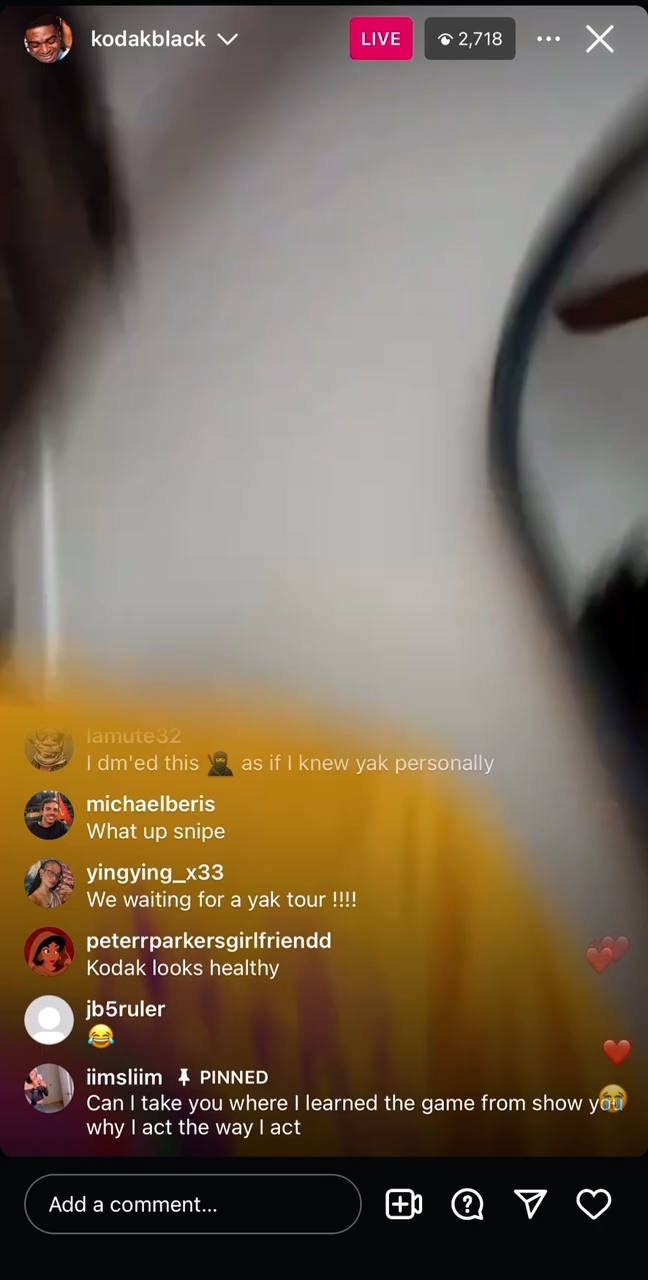 kodakblack
LIVE
2,718
lamute32
I dm'ed this 🥷🏿 as if I knew yak personally
michaelberis
What up snipe
yingying_x33
We waiting for a yak tour !!!!
peterrparkersgirlfriendd
Kodak looks healthy
jb5ruler
😂
iimsliim PINNED
Can I take you where I learned the game from show
why I act the way I act
Add a comment...